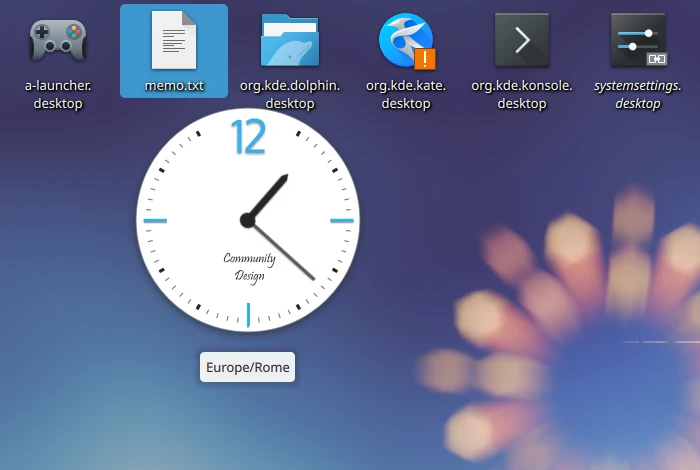 a-launcher.
desktop
memo.txt
org.kde.dolphin.
desktop
org.kde.kate.
desktop
org.kde.konsole.
desktop
systemsettings.
desktop
12
Community
Design
Europe/Rome